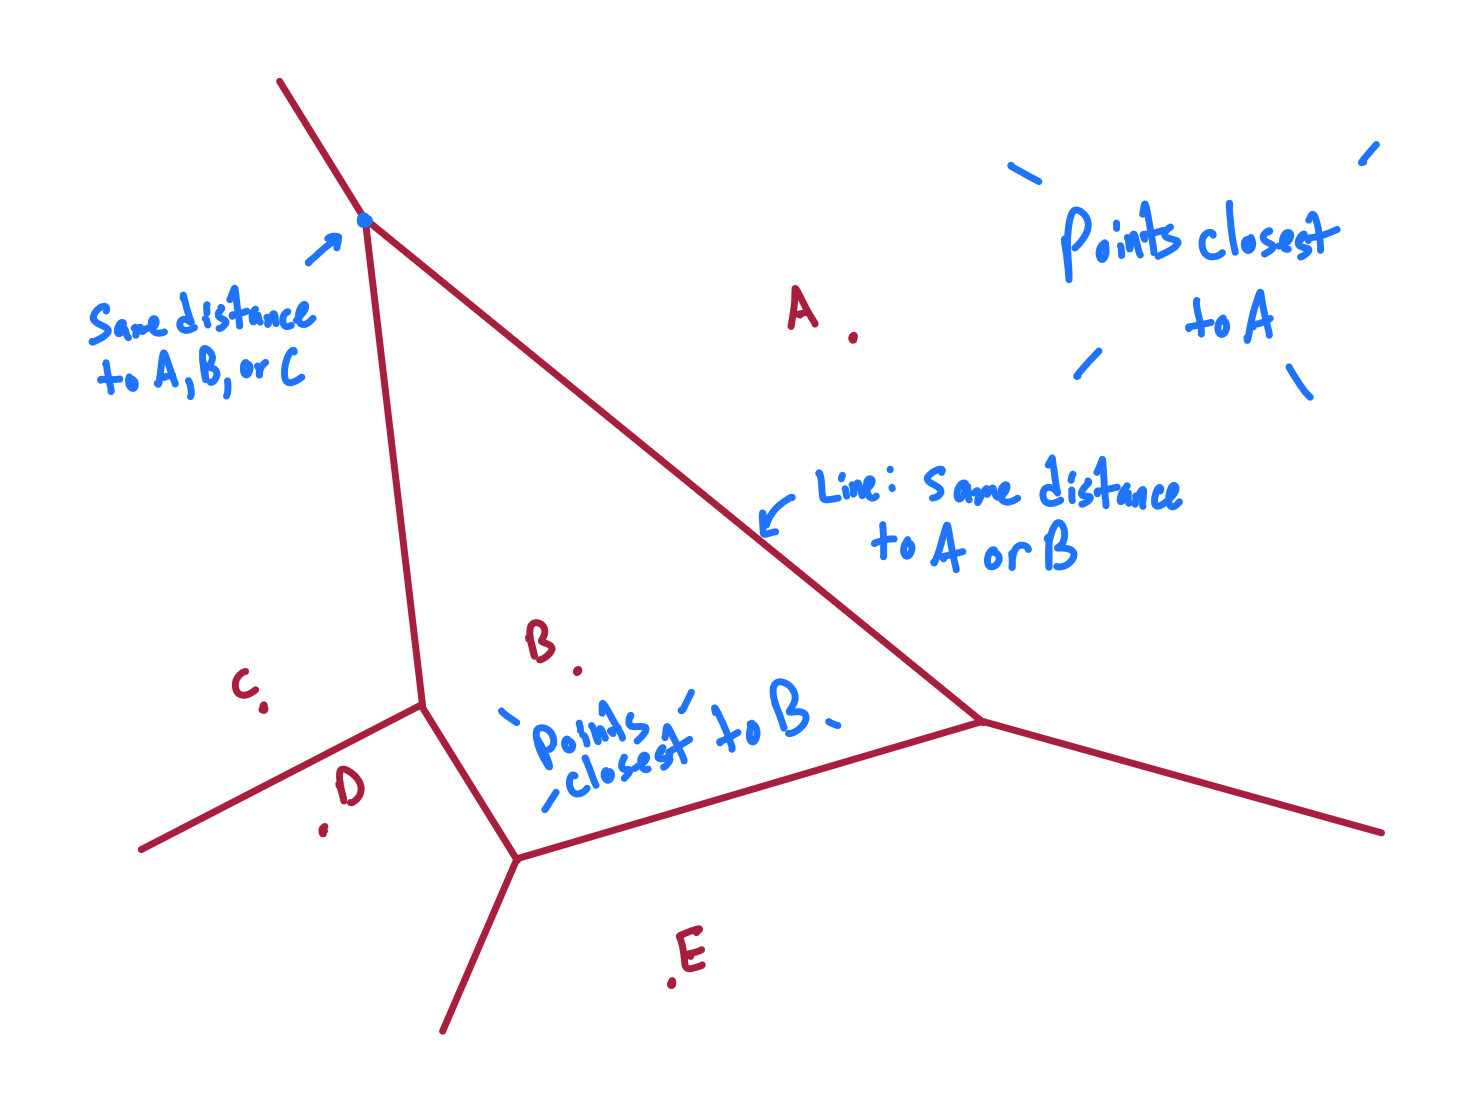 Points closest
to A
A
Same distance
to A, B, or C
Line: Same distance
to A or B
B
Points
closest to B
C
D
E